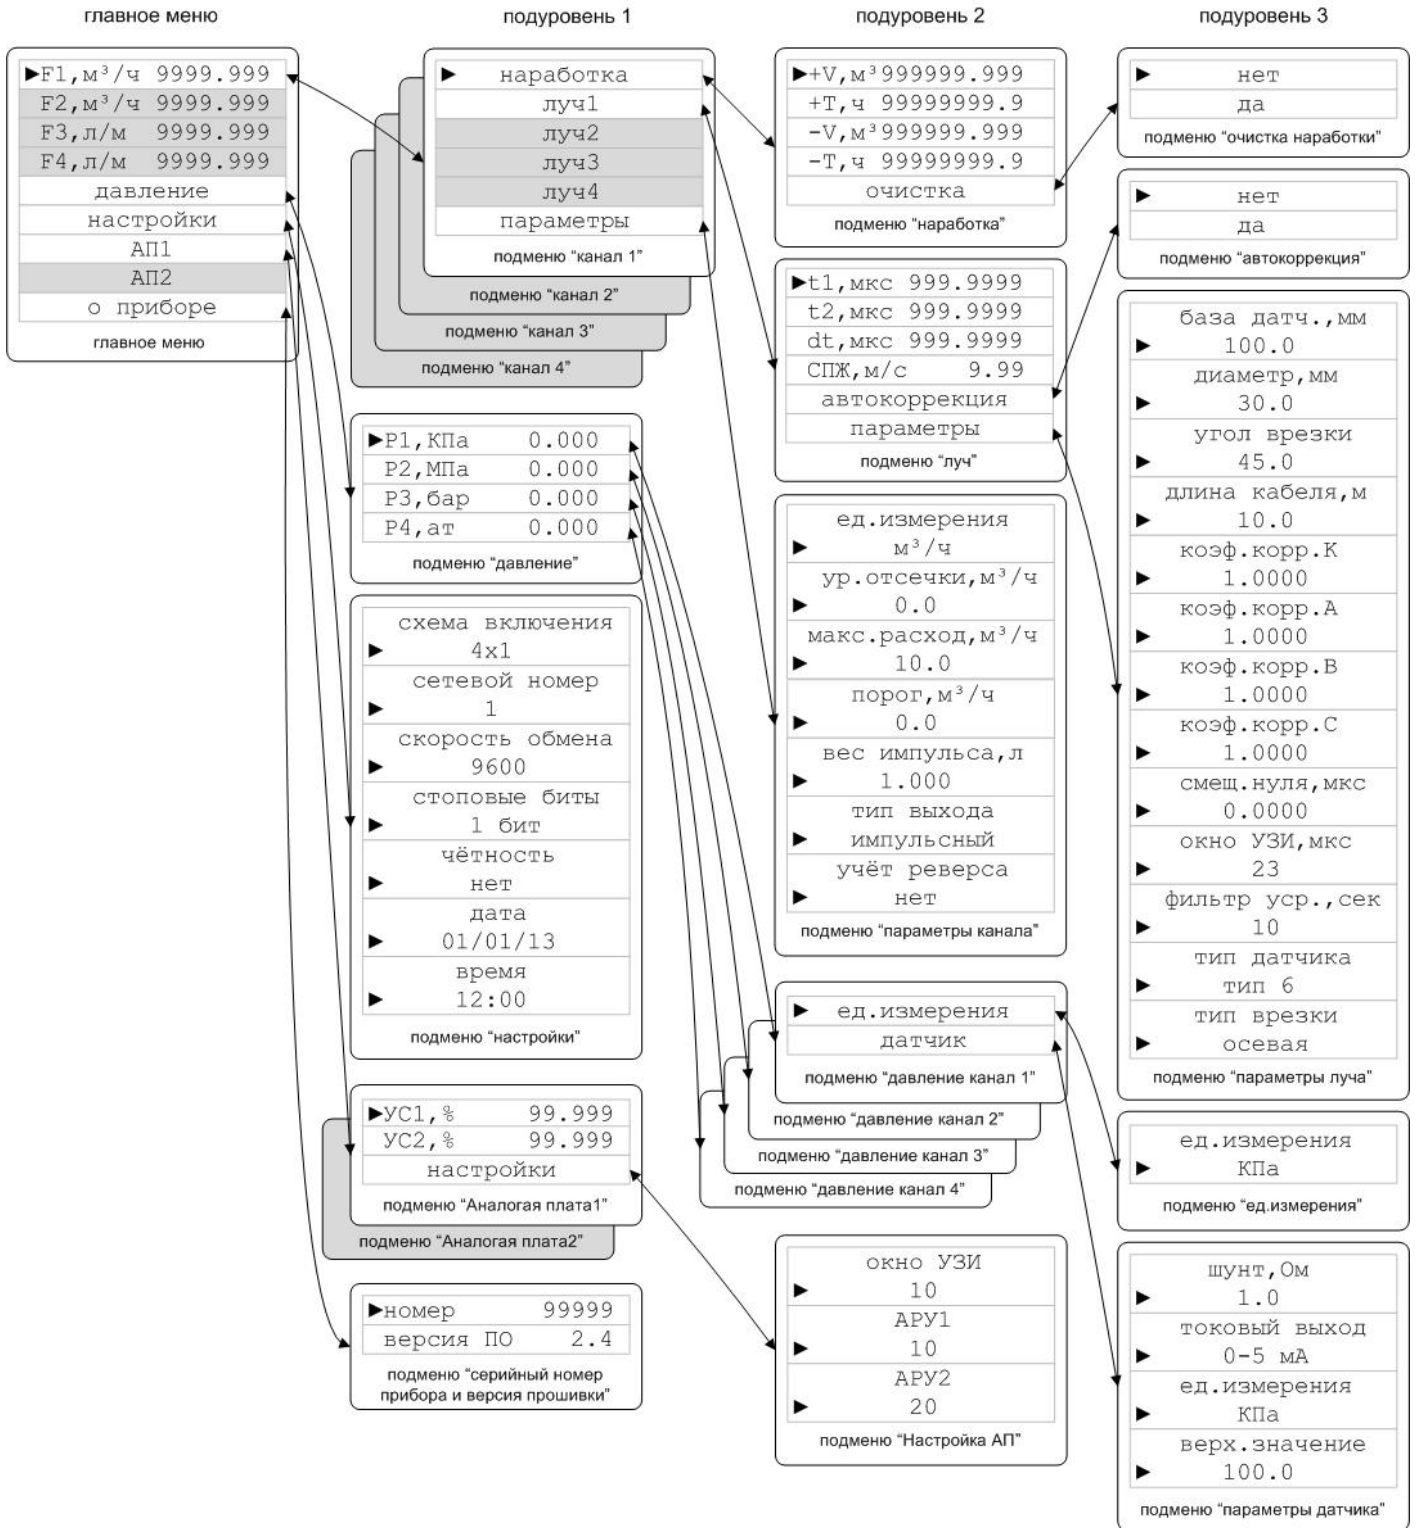 главное меню
подуровень 1
подуровень 2
подуровень 3
►F1,м³/ч 9999.999
F2,м³/ч 9999.999
F3,л/м 9999.999
F4,л/м 9999.999
давление
настройки
АП1
АП2
о приборе
главное меню
► наработка
луч1
луч2
луч3
луч4
параметры
подменю “канал 1”
подменю “канал 2”
подменю “канал 3”
подменю “канал 4”
►P1,КПа 0.000
P2,МПа 0.000
P3,бар 0.000
P4,ат 0.000
подменю “давление”
схема включения
► 4x1
сетевой номер
► 1
скорость обмена
► 9600
стоповые биты
► 1 бит
чётность
► нет
дата
► 01/01/13
время
► 12:00
подменю “настройки”
►УС1,% 99.999
УС2,% 99.999
настройки
подменю “Аналогая плата1”
подменю “Аналогая плата2”
►номер 99999
версия ПО 2.4
подменю “серийный номер
прибора и версия прошивки”
►+V,м³999999.999
+T,ч 99999999.9
-V,м³999999.999
-T,ч 99999999.9
очистка
подменю “наработка”
►t1,мкс 999.9999
t2,мкс 999.9999
dt,мкс 999.9999
СПЖ,м/с 9.99
автокоррекция
параметры
подменю “луч”
ед.измерения
► м³/ч
ур.отсечки,м³/ч
► 0.0
макс.расход,м³/ч
► 10.0
порог,м³/ч
► 0.0
вес импульса,л
► 1.000
тип выхода
► импульсный
учёт реверса
► нет
подменю “параметры канала”
► ед.измерения
датчик
подменю “давление канал 1”
подменю “давление канал 2”
подменю “давление канал 3”
подменю “давление канал 4”
окно УЗИ
► 10
АРУ1
► 10
АРУ2
► 20
подменю “Настройка АП”
► нет
да
подменю “очистка наработки”
► нет
да
подменю “автокоррекция”
база датч.,мм
► 100.0
диаметр,мм
► 30.0
угол врезки
► 45.0
длина кабеля,м
► 10.0
коэф.корр.К
► 1.0000
коэф.корр.А
► 1.0000
коэф.корр.В
► 1.0000
коэф.корр.С
► 1.0000
смещ.нуля,мкс
► 0.0000
окно УЗИ,мкс
► 23
фильтр уср.,сек
► 10
тип датчика
► тип 6
тип врезки
► осевая
подменю “параметры луча”
ед.измерения
► КПа
подменю “ед.измерения”
шунт,Ом
► 1.0
токовый выход
► 0-5 мА
ед.измерения
► КПа
верх.значение
► 100.0
подменю “параметры датчика”